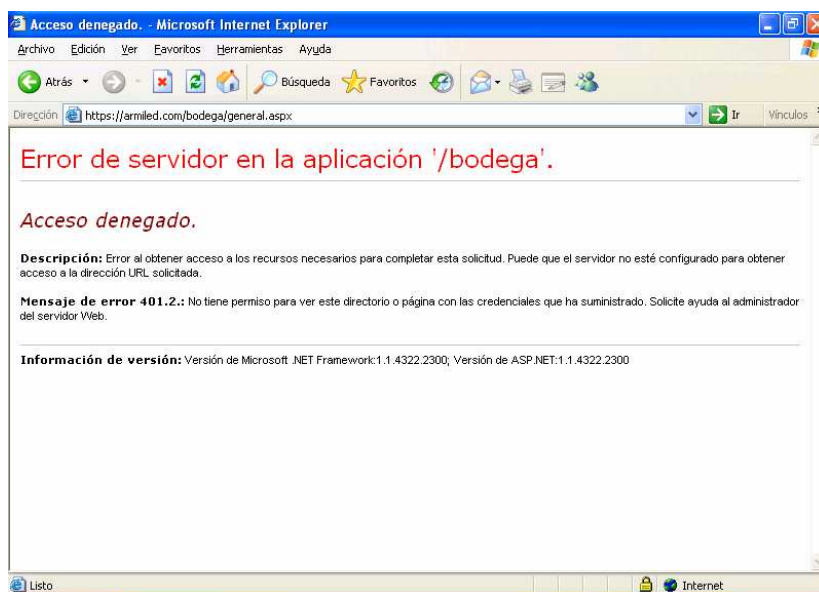 Acceso denegado. - Microsoft Internet Explorer
Archivo Edición Ver Favoritos Herramientas Ayuda
Atrás Búsqueda Favoritos
Dirección https://armiled.com/bodega/general.aspx Ir Vínculos
Error de servidor en la aplicación '/bodega'.
Acceso denegado.
Descripción: Error al obtener acceso a los recursos necesarios para completar esta solicitud. Puede que el servidor no esté configurado para obtener
acceso a la dirección URL solicitada.
Mensaje de error 401.2.: No tiene permiso para ver este directorio o página con las credenciales que ha suministrado. Solicite ayuda al administrador
del servidor Web.
Información de versión: Versión de Microsoft .NET Framework:1.1.4322.2300; Versión de ASP.NET:1.1.4322.2300
Listo Internet